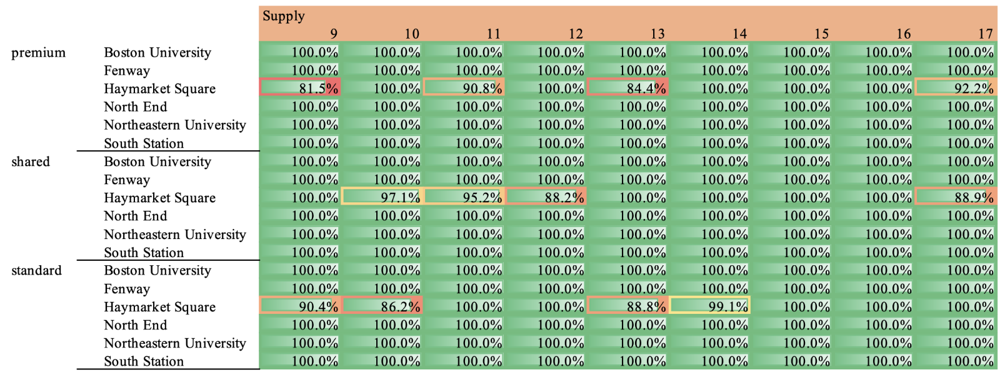 Supply
9 10 11 12 13 14 15 16 17
premium Boston University 100.0% 100.0% 100.0% 100.0% 100.0% 100.0% 100.0% 100.0% 100.0%
Fenway 100.0% 100.0% 100.0% 100.0% 100.0% 100.0% 100.0% 100.0% 100.0%
Haymarket Square 81.5% 100.0% 90.8% 100.0% 84.4% 100.0% 100.0% 100.0% 92.2%
North End 100.0% 100.0% 100.0% 100.0% 100.0% 100.0% 100.0% 100.0% 100.0%
Northeastern University 100.0% 100.0% 100.0% 100.0% 100.0% 100.0% 100.0% 100.0% 100.0%
South Station 100.0% 100.0% 100.0% 100.0% 100.0% 100.0% 100.0% 100.0% 100.0%
shared Boston University 100.0% 100.0% 100.0% 100.0% 100.0% 100.0% 100.0% 100.0% 100.0%
Fenway 100.0% 100.0% 100.0% 100.0% 100.0% 100.0% 100.0% 100.0% 100.0%
Haymarket Square 100.0% 97.1% 95.2% 88.2% 100.0% 100.0% 100.0% 100.0% 88.9%
North End 100.0% 100.0% 100.0% 100.0% 100.0% 100.0% 100.0% 100.0% 100.0%
Northeastern University 100.0% 100.0% 100.0% 100.0% 100.0% 100.0% 100.0% 100.0% 100.0%
South Station 100.0% 100.0% 100.0% 100.0% 100.0% 100.0% 100.0% 100.0% 100.0%
standard Boston University 100.0% 100.0% 100.0% 100.0% 100.0% 100.0% 100.0% 100.0% 100.0%
Fenway 100.0% 100.0% 100.0% 100.0% 100.0% 100.0% 100.0% 100.0% 100.0%
Haymarket Square 90.4% 86.2% 100.0% 100.0% 88.8% 99.1% 100.0% 100.0% 100.0%
North End 100.0% 100.0% 100.0% 100.0% 100.0% 100.0% 100.0% 100.0% 100.0%
Northeastern University 100.0% 100.0% 100.0% 100.0% 100.0% 100.0% 100.0% 100.0% 100.0%
South Station 100.0% 100.0% 100.0% 100.0% 100.0% 100.0% 100.0% 100.0% 100.0%